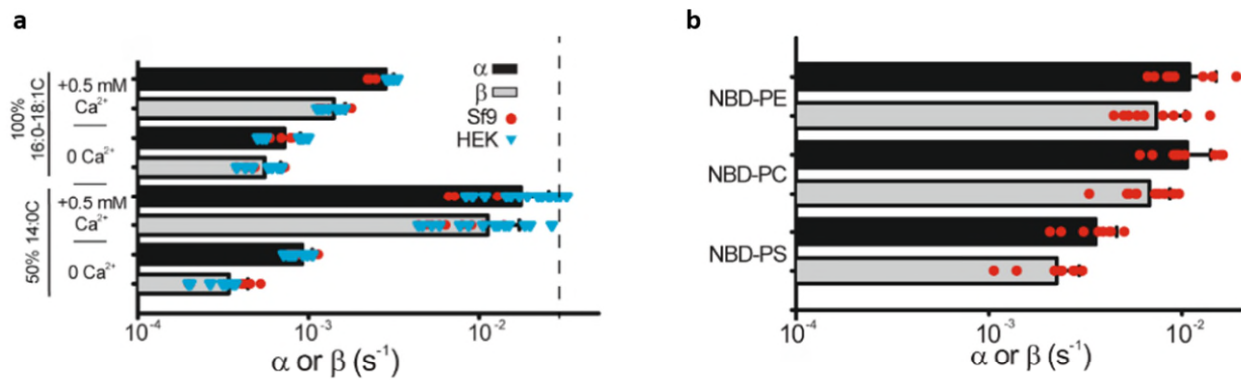 a
100%
16:0-18:1C
+0.5 mM
Ca²⁺
0 Ca²⁺
50% 14:0C
+0.5 mM
Ca²⁺
0 Ca²⁺
α
β
Sf9
HEK
10⁻⁴
10⁻³
10⁻²
α or β (s⁻¹)
b
NBD-PE
NBD-PC
NBD-PS
10⁻⁴
10⁻³
10⁻²
α or β (s⁻¹)